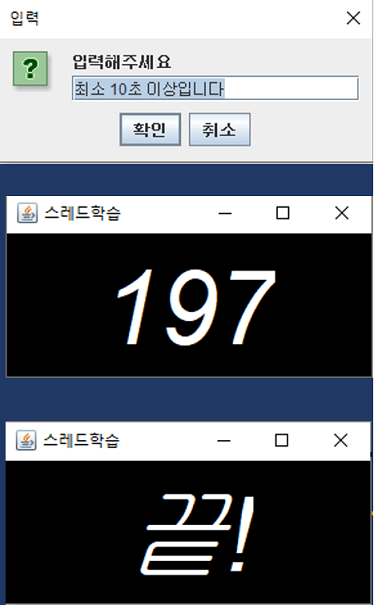 입력
?
입력해주세요
최소 10초 이상입니다
확인 취소
스레드학습
197
스레드학습
끝!